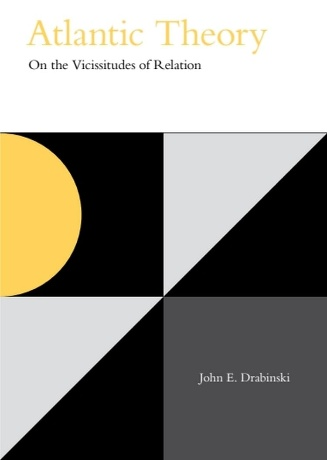 Atlantic Theory
On the Vicissitudes of Relation
John E. Drabinski